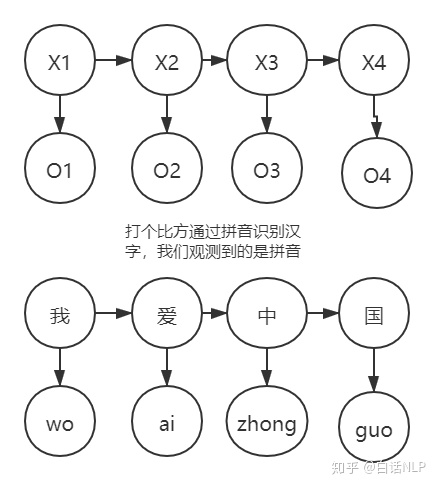 X1 X2 X3 X4
O1 O2 O3 O4
打个比方通过拼音识别汉
字，我们观测到的是拼音
我 爱 中 国
wo ai zhong guo
知乎 @白话NLP